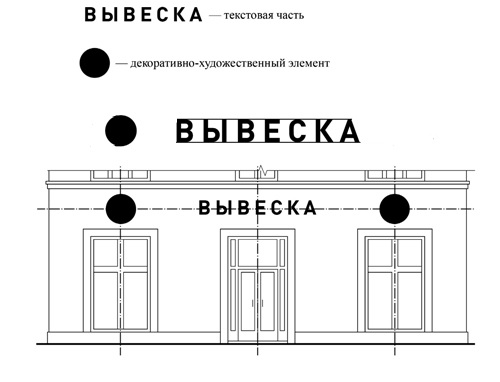 ВЫВЕСКА — текстовая часть
— декоративно-художественный элемент
ВЫВЕСКА
ВЫВЕСКА